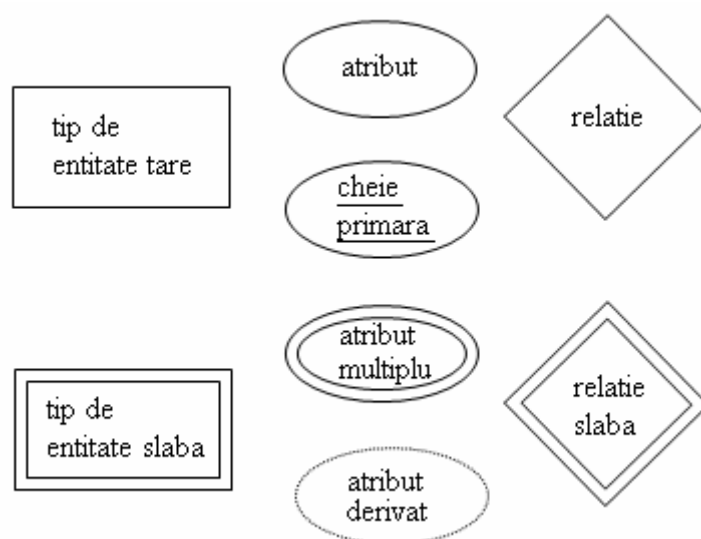 atribut
tip de
entitate tare
relatie
cheie
primara
atribut
multiplu
tip de
entitate slaba
relatie
slaba
atribut
derivat